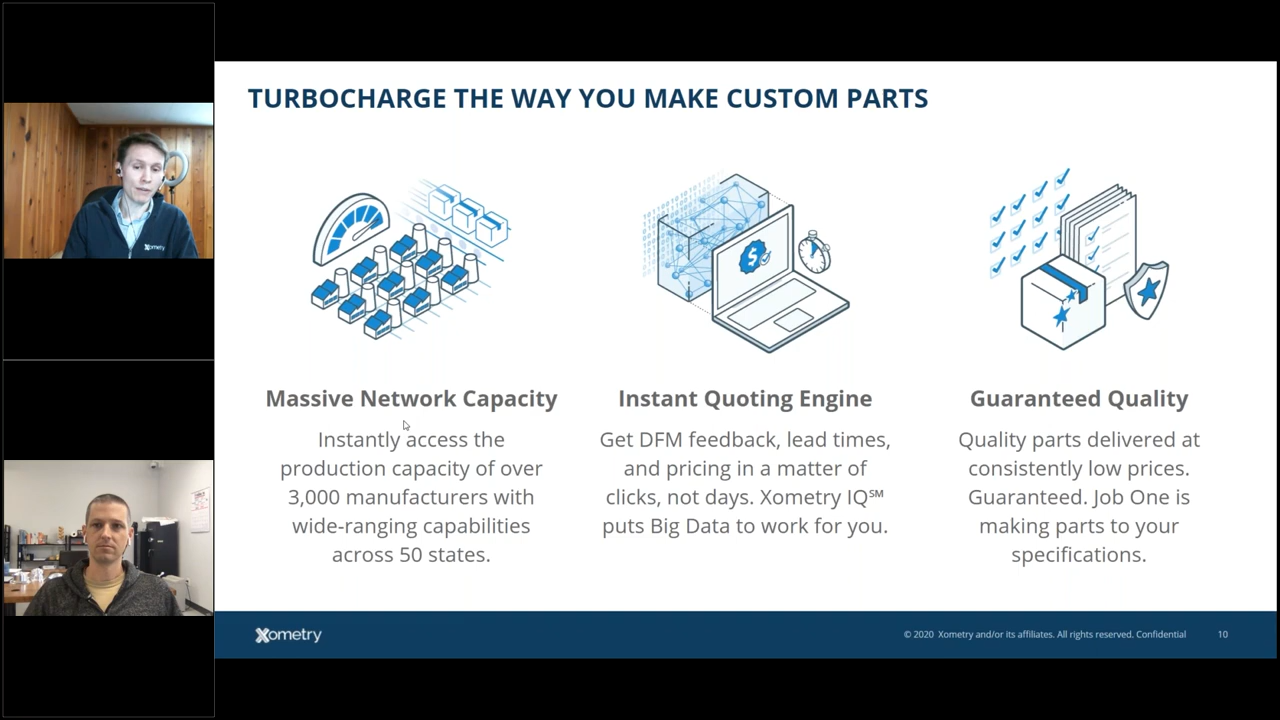 TURBOCHARGE THE WAY YOU MAKE CUSTOM PARTS
Massive Network Capacity
Instantly access the
production capacity of over
3,000 manufacturers with
wide-ranging capabilities
across 50 states.
Instant Quoting Engine
Get DFM feedback, lead times,
and pricing in a matter of
clicks, not days. Xometry IQ℠
puts Big Data to work for you.
Guaranteed Quality
Quality parts delivered at
consistently low prices.
Guaranteed. Job One is
making parts to your
specifications.
Xometry
© 2020 Xometry and/or its affiliates. All rights reserved. Confidential
10
Xometry